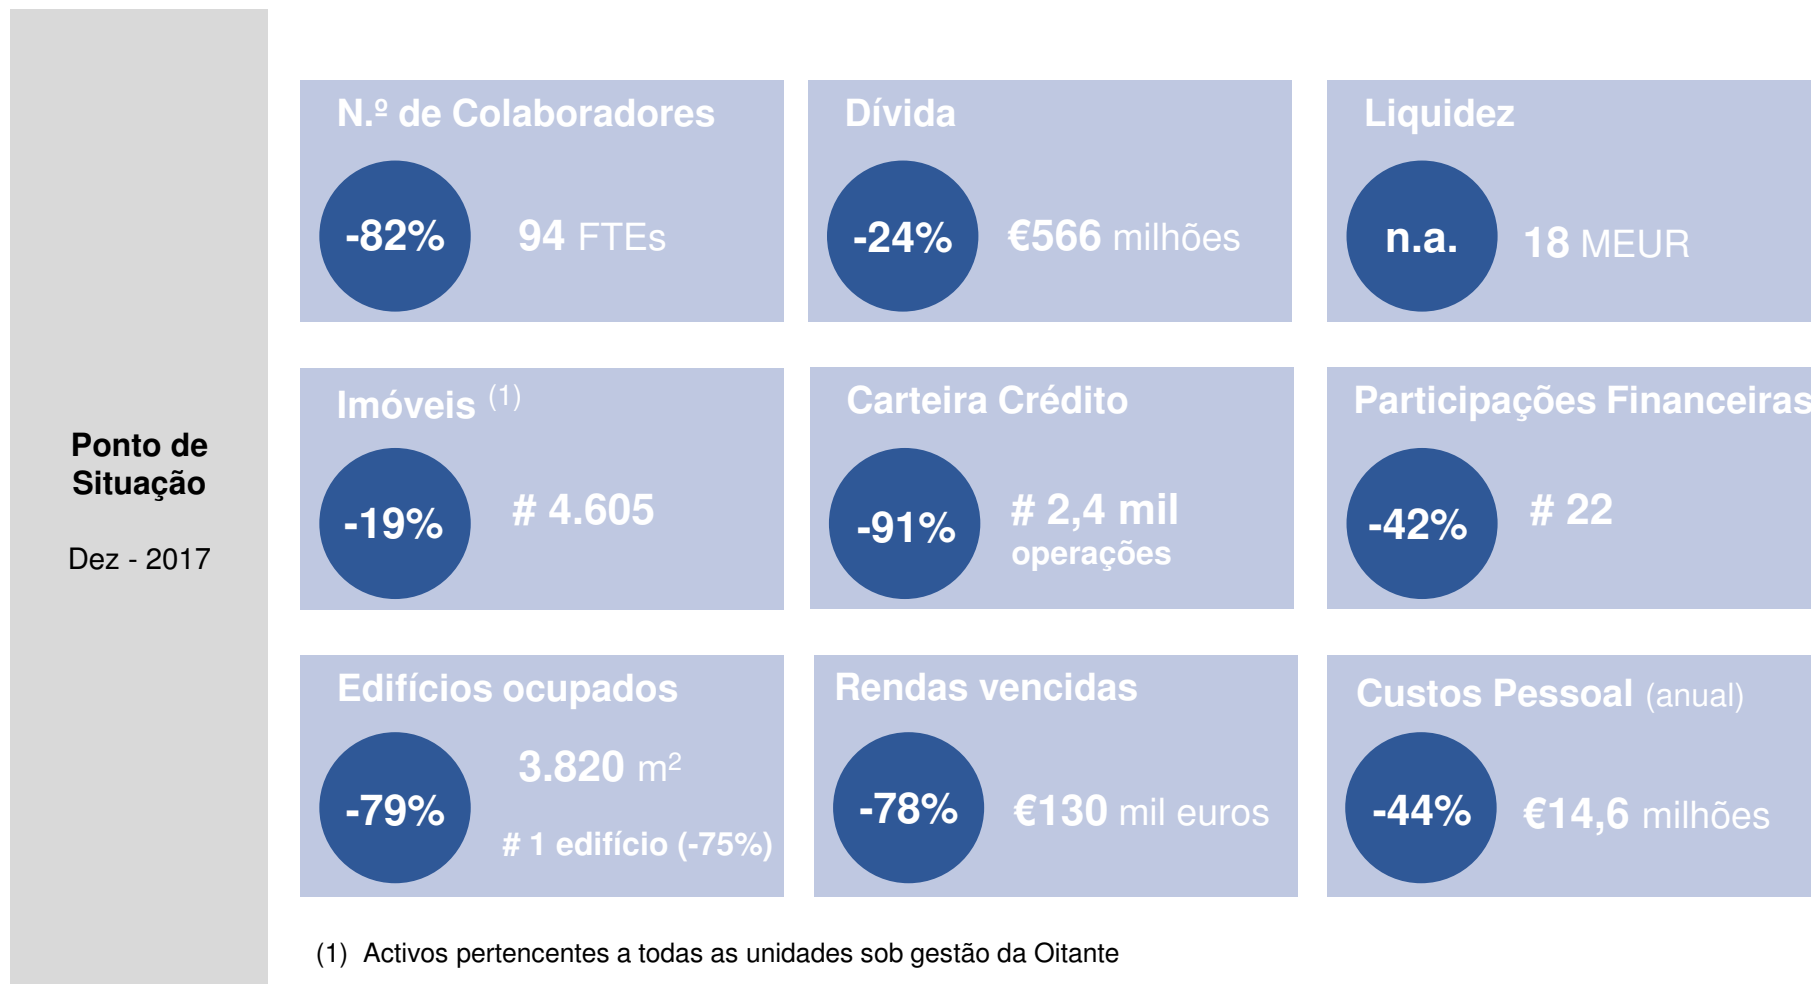 Ponto de
Situação
Dez - 2017
N.º de Colaboradores
-82%
94 FTEs
Dívida
-24%
€566 milhões
Liquidez
n.a.
18 MEUR
Imóveis (1)
-19%
# 4.605
Carteira Crédito
-91%
# 2,4 mil
operações
Participações Financeiras
-42%
# 22
Edifícios ocupados
-79%
3.820 m²
# 1 edifício (-75%)
Rendas vencidas
-78%
€130 mil euros
Custos Pessoal (anual)
-44%
€14,6 milhões
(1) Activos pertencentes a todas as unidades sob gestão da Oitante